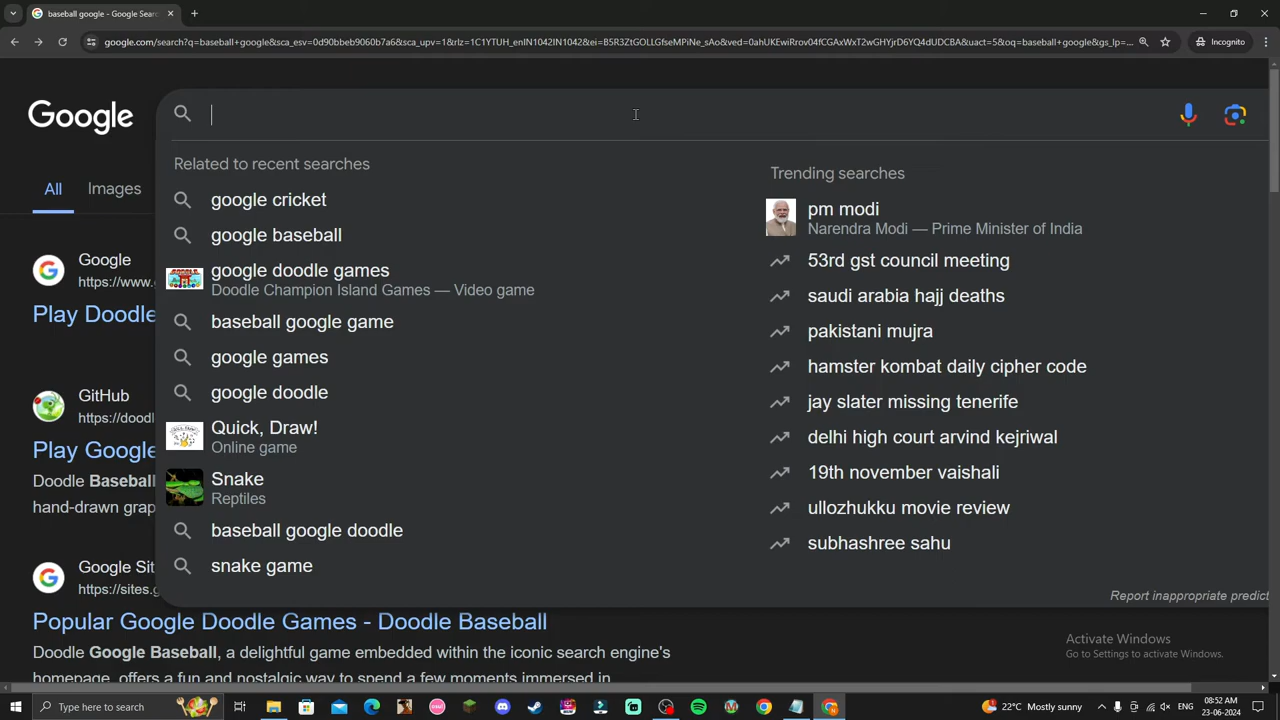 baseball google - Google Sear
google.com/search?q=baseball+google&sca_esv=0d90bbeb9060b7a6&sca_upv=1&rlz=1C1YTUH_enIN1042IN1042&ei=B5R3ZtGOLLGfseMPiNe_sAo&ved=0ahUKEwiRrov04fCGAxWxT2wGHYjrD6YQ4dUDCBA&uact=5&oq=baseball+google&gs_lp=...
Incognito
Google
All
Images
Related to recent searches
google cricket
google baseball
google doodle games
Doodle Champion Island Games — Video game
baseball google game
google games
google doodle
Quick, Draw!
Online game
Snake
Reptiles
baseball google doodle
snake game
Trending searches
pm modi
Narendra Modi — Prime Minister of India
53rd gst council meeting
saudi arabia hajj deaths
pakistani mujra
hamster kombat daily cipher code
jay slater missing tenerife
delhi high court arvind kejriwal
19th november vaishali
ullozhukku movie review
subhashree sahu
Report inappropriate predict
Google
https://www.g
Play Doodle
GitHub
https://doodl
Play Google
Doodle Baseball
hand-drawn grap
Google Sit
https://sites.g
Popular Google Doodle Games - Doodle Baseball
Doodle Google Baseball, a delightful game embedded within the iconic search engine's
homepage, offers a fun and nostalgic way to spend a few moments immersed in
Activate Windows
Go to Settings to activate Windows.
Type here to search
osu!
22°C Mostly sunny
ENG
08:52 AM
23-06-2024